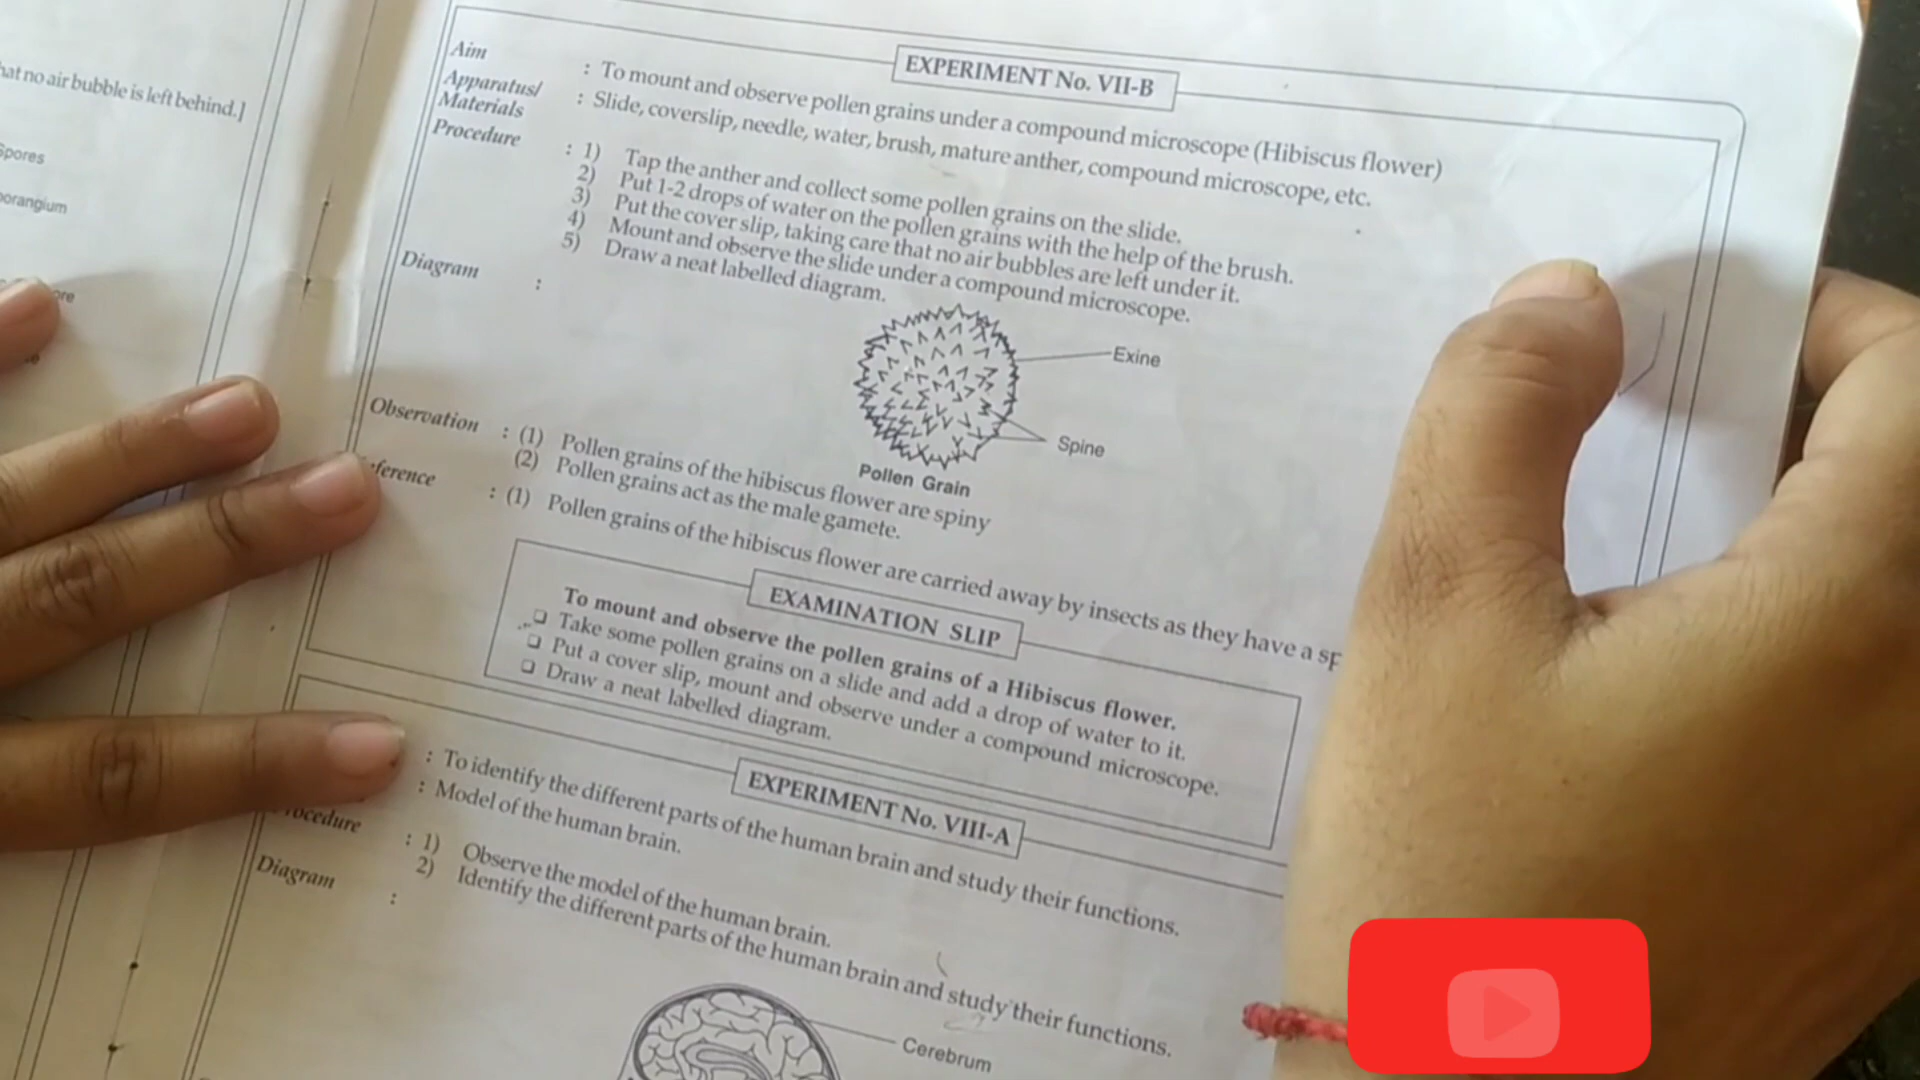 hat no air bubble is left behind.]
Spores
orangium
ore
EXPERIMENT No. VII-B
Aim : To mount and observe pollen grains under a compound microscope (Hibiscus flower)
Apparatus/ Materials : Slide, coverslip, needle, water, brush, mature anther, compound microscope, etc.
Procedure : 1) Tap the anther and collect some pollen grains on the slide.
2) Put 1-2 drops of water on the pollen grains with the help of the brush.
3) Put the cover slip, taking care that no air bubbles are left under it.
4) Mount and observe the slide under a compound microscope.
5) Draw a neat labelled diagram.
Diagram :
Exine
Spine
Pollen Grain
Observation : (1) Pollen grains of the hibiscus flower are spiny
(2) Pollen grains act as the male gamete.
ference : (1) Pollen grains of the hibiscus flower are carried away by insects as they have a sp
EXAMINATION SLIP
To mount and observe the pollen grains of a Hibiscus flower.
❑ Take some pollen grains on a slide and add a drop of water to it.
❑ Put a cover slip, mount and observe under a compound microscope.
❑ Draw a neat labelled diagram.
EXPERIMENT No. VIII-A
: To identify the different parts of the human brain and study their functions.
: Model of the human brain.
rocedure : 1) Observe the model of the human brain.
2) Identify the different parts of the human brain and study their functions.
Diagram :
Cerebrum